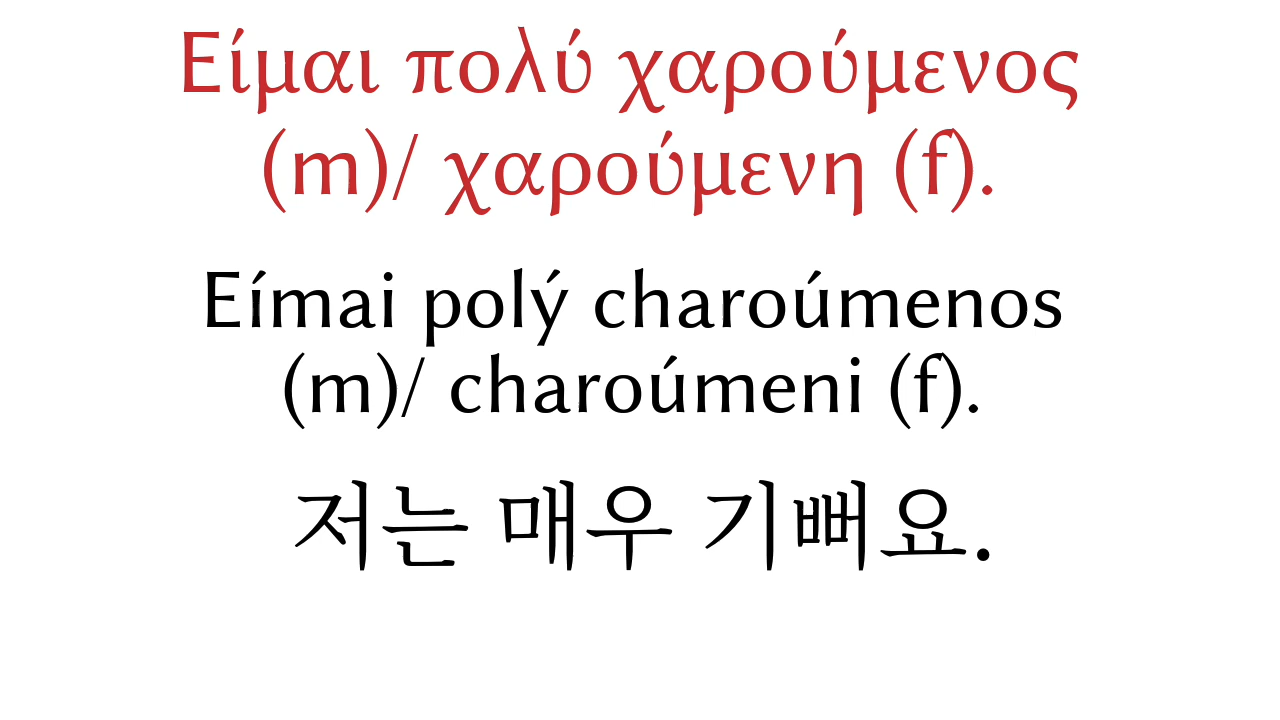 Είμαι πολύ χαρούμενος
(m)/ χαρούμενη (f).
Eímai polý charoúmenos
(m)/ charoúmeni (f).
저는 매우 기뻐요.